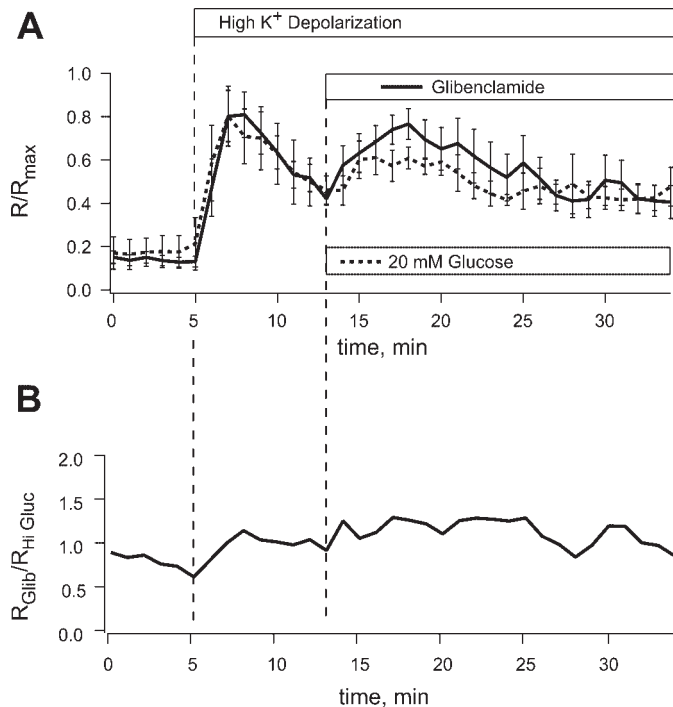 A
High K⁺ Depolarization
Glibenclamide
R/Rmax
1.0
0.8
0.6
0.4
0.2
0.0
20 mM Glucose
0 5 10 15 20 25 30
time, min
B
RGlib/RHi Gluc
2.0
1.5
1.0
0.5
0.0
0 5 10 15 20 25 30
time, min